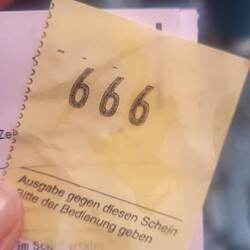 666
Ausgabe gegen diesen Schein
Bitte der Bedienung geben